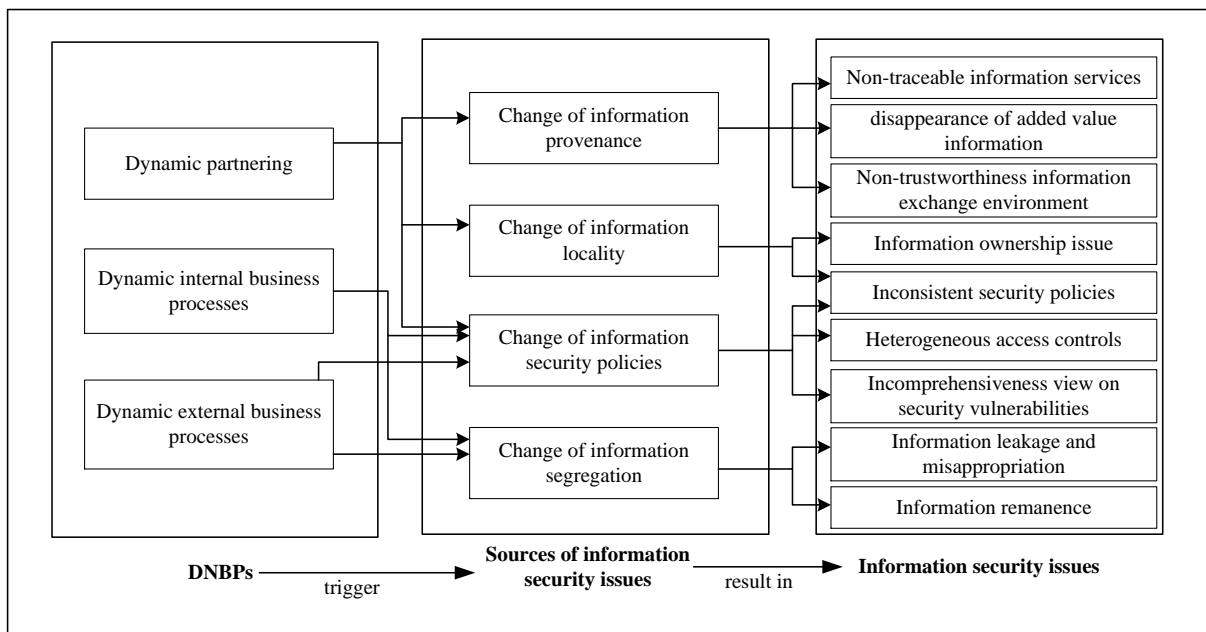 Dynamic partnering
Dynamic internal business
processes
Dynamic external business
processes
Change of information
provenance
Change of information
locality
Change of information
security policies
Change of information
segregation
Non-traceable information services
disappearance of added value
information
Non-trustworthiness information
exchange environment
Information ownership issue
Inconsistent security policies
Heterogeneous access controls
Incomprehensiveness view on
security vulnerabilities
Information leakage and
misappropriation
Information remanence
DNBPs
trigger
Sources of information
security issues
result in
Information security issues